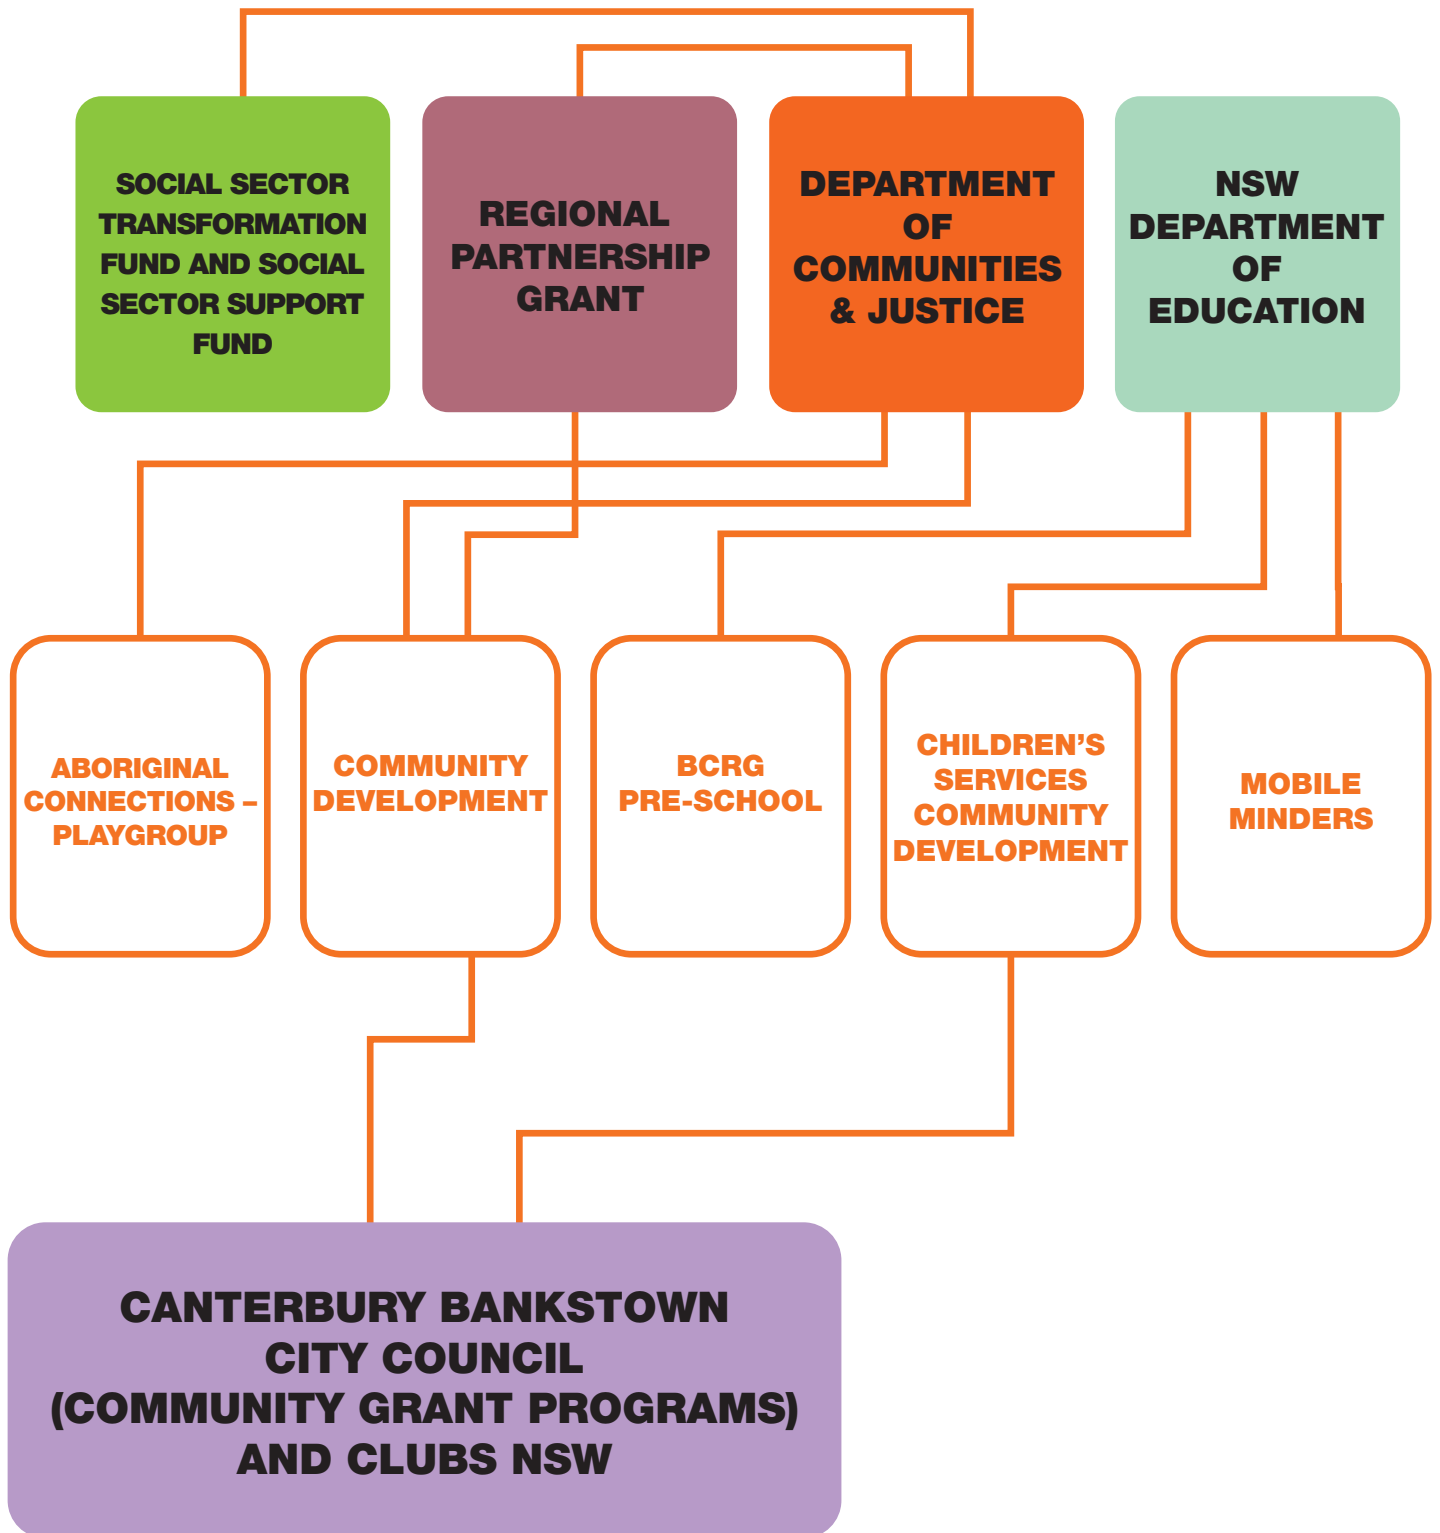 SOCIAL SECTOR
TRANSFORMATION
FUND AND SOCIAL
SECTOR SUPPORT
FUND
REGIONAL
PARTNERSHIP
GRANT
DEPARTMENT
OF
COMMUNITIES
& JUSTICE
NSW
DEPARTMENT
OF
EDUCATION
ABORIGINAL
CONNECTIONS –
PLAYGROUP
COMMUNITY
DEVELOPMENT
BCRG
PRE-SCHOOL
CHILDREN’S
SERVICES
COMMUNITY
DEVELOPMENT
MOBILE
MINDERS
CANTERBURY BANKSTOWN
CITY COUNCIL
(COMMUNITY GRANT PROGRAMS)
AND CLUBS NSW